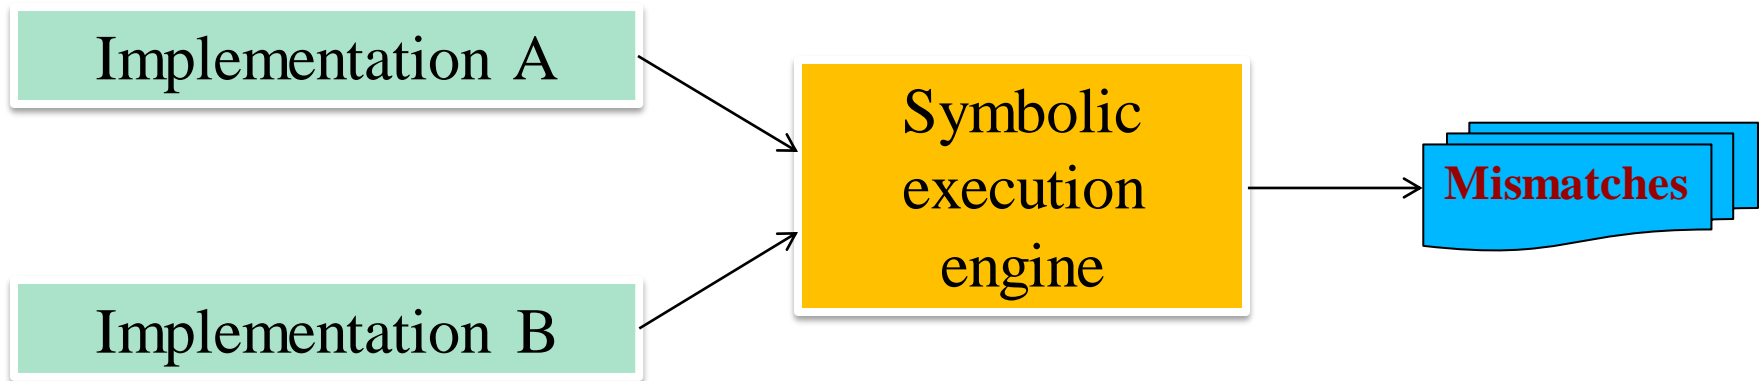 Implementation A
Symbolic
execution
engine
Mismatches
Implementation B